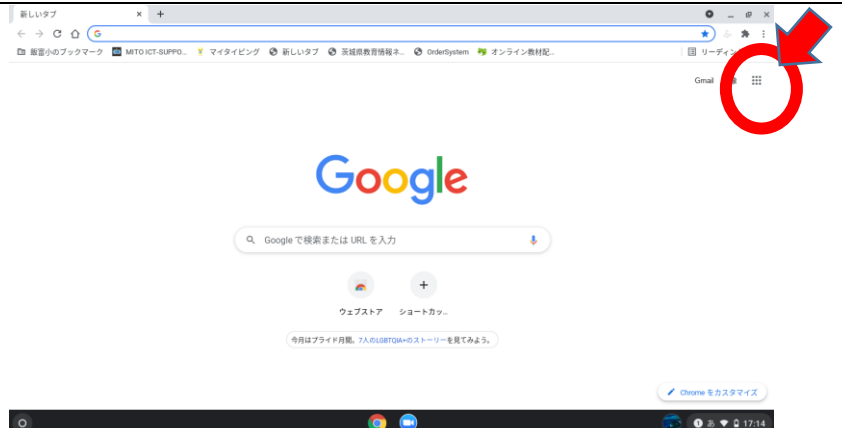 新しいタブ
飯富小のブックマーク MITO ICT-SUPPO... マイタイピング 新しいタブ 茨城県教育情報ネ... OrderSystem オンライン教材配...
リーディン
Gmail
Google
Google で検索または URL を入力
ウェブストア ショートカッ...
今月はプライド月間。7人のLGBTQIA+のストーリーを見てみよう。
Chrome をカスタマイズ
1 あ 17:14